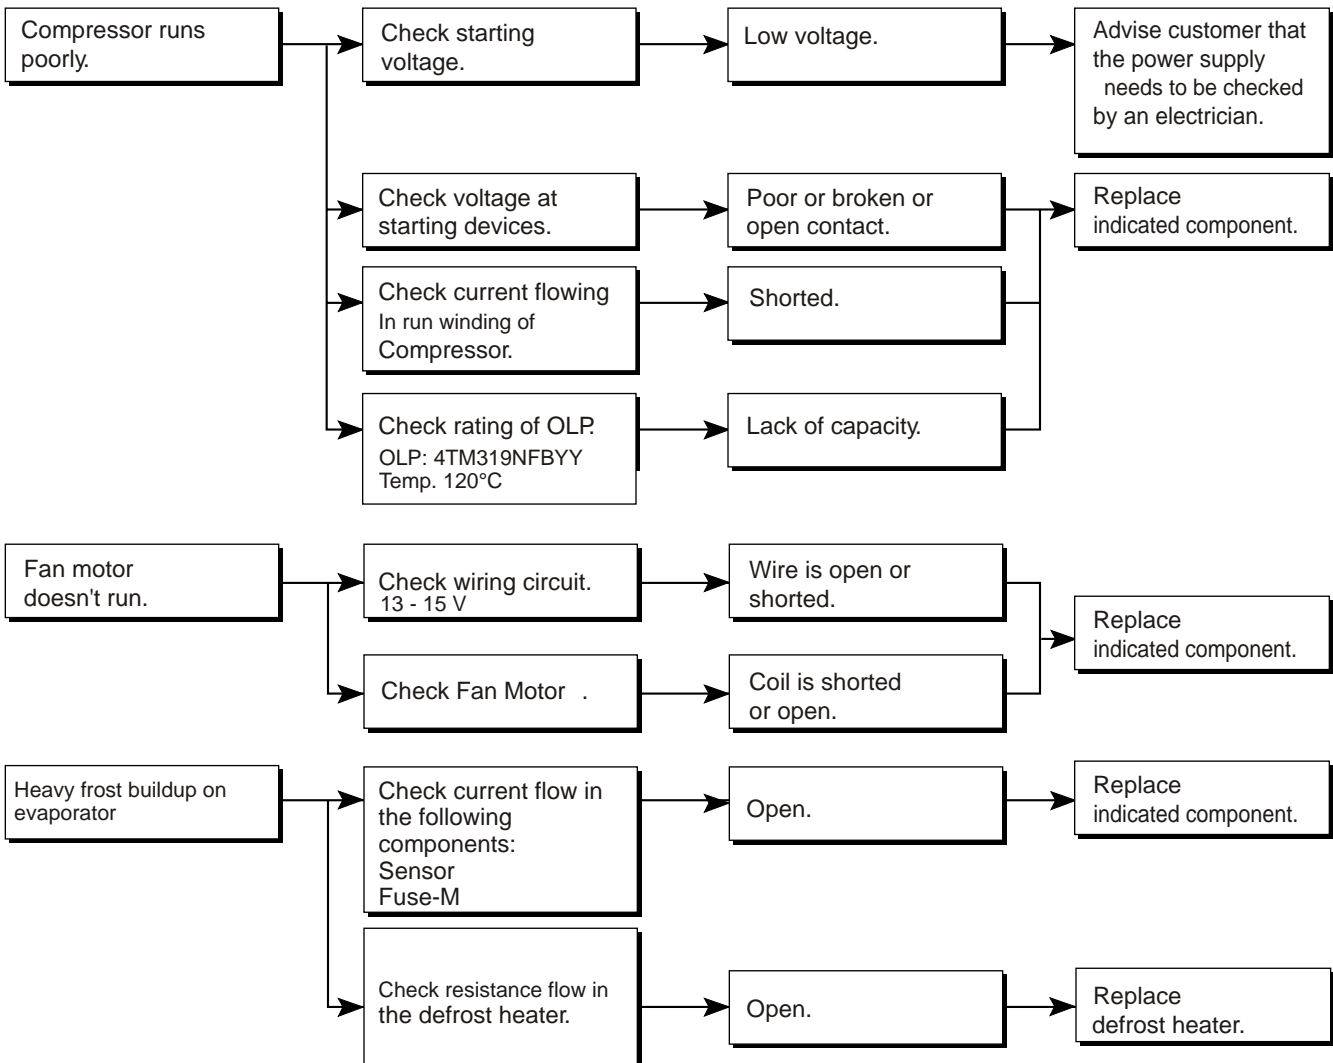 Compressor runs
poorly.
Check starting
voltage.
Low voltage.
Advise customer that
the power supply
needs to be checked
by an electrician.
Check voltage at
starting devices.
Poor or broken or
open contact.
Replace
indicated component.
Check current flowing
In run winding of
Compressor.
Shorted.
Check rating of OLP.
OLP: 4TM319NFBYY
Temp. 120°C
Lack of capacity.
Fan motor
doesn't run.
Check wiring circuit.
13 - 15 V
Wire is open or
shorted.
Replace
indicated component.
Check Fan Motor .
Coil is shorted
or open.
Heavy frost buildup on
evaporator
Check current flow in
the following
components:
Sensor
Fuse-M
Open.
Replace
indicated component.
Check resistance flow in
the defrost heater.
Open.
Replace
defrost heater.